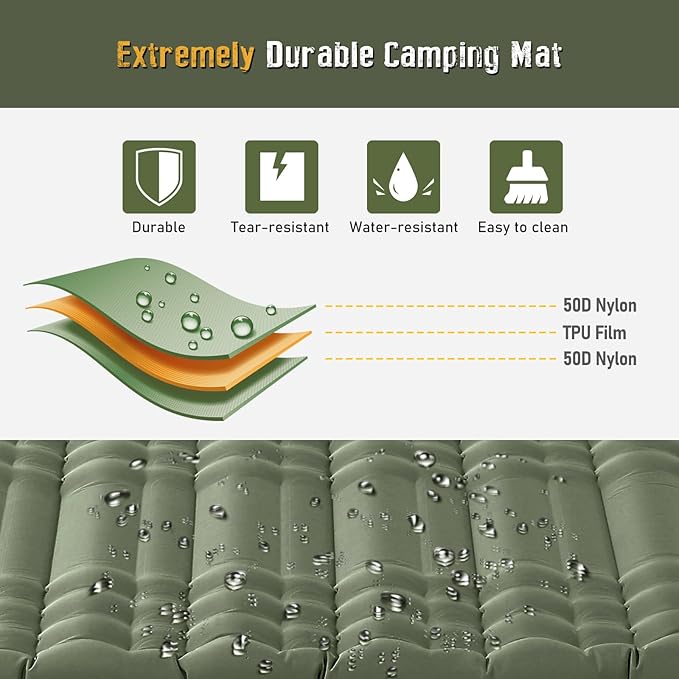 Extremely Durable Camping Mat
Durable
Tear-resistant
Water-resistant
Easy to clean
50D Nylon
TPU Film
50D Nylon